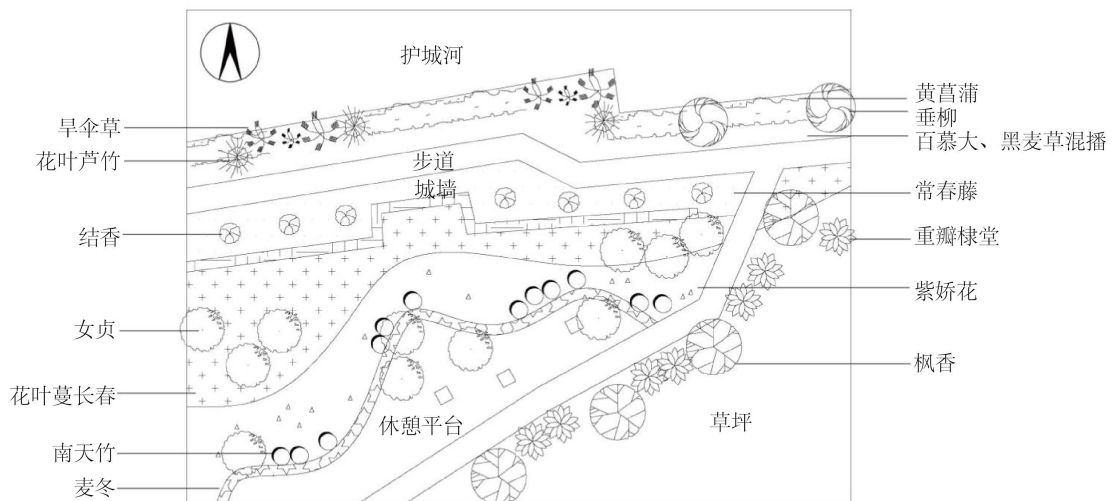 护城河
黄菖蒲
垂柳
旱伞草
百慕大、黑麦草混播
花叶芦竹
步道
城墙
常春藤
结香
重瓣棣堂
紫娇花
女贞
枫香
花叶蔓长春
休憩平台
草坪
南天竹
麦冬